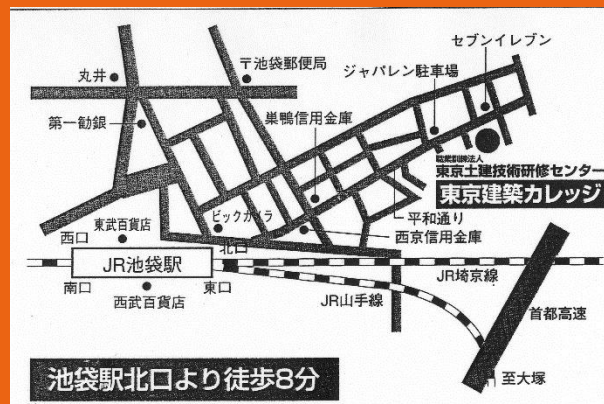 セブンイレブン
丸井
〒池袋郵便局
ジャパレン駐車場
第一勧銀
巣鴨信用金庫
職業訓練法人
東京土建技術研修センター
東京建築カレッジ
ビックカメラ
平和通り
東武百貨店
西口
北口
西京信用金庫
JR池袋駅
JR埼京線
南口
東口
西武百貨店
JR山手線
首都高速
至大塚
池袋駅北口より徒歩8分